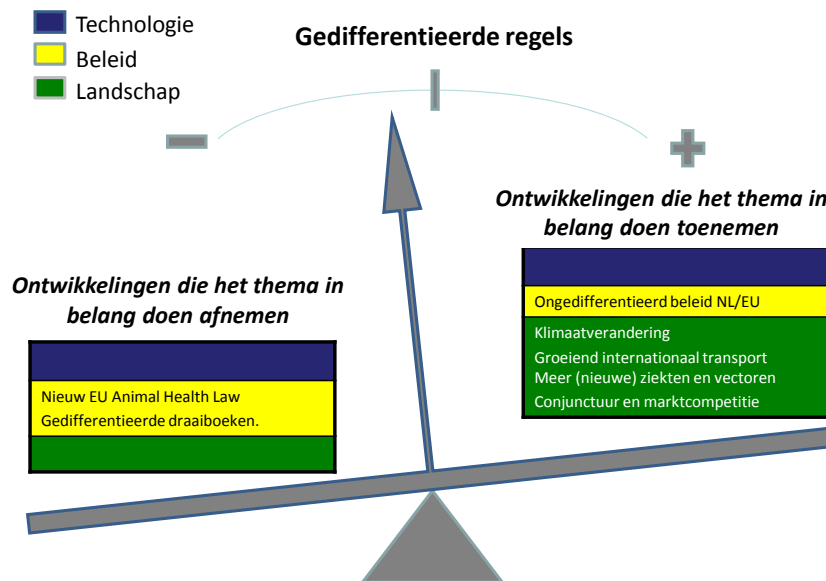 Technologie
Beleid
Landschap
Gedifferentieerde regels
Ontwikkelingen die het thema in
belang doen toenemen
Ongedifferentieerd beleid NL/EU
Klimaatverandering
Groeiend internationaal transport
Meer (nieuwe) ziekten en vectoren
Conjunctuur en marktcompetitie
Ontwikkelingen die het thema in
belang doen afnemen
Nieuw EU Animal Health Law
Gedifferentieerde draaiboeken.